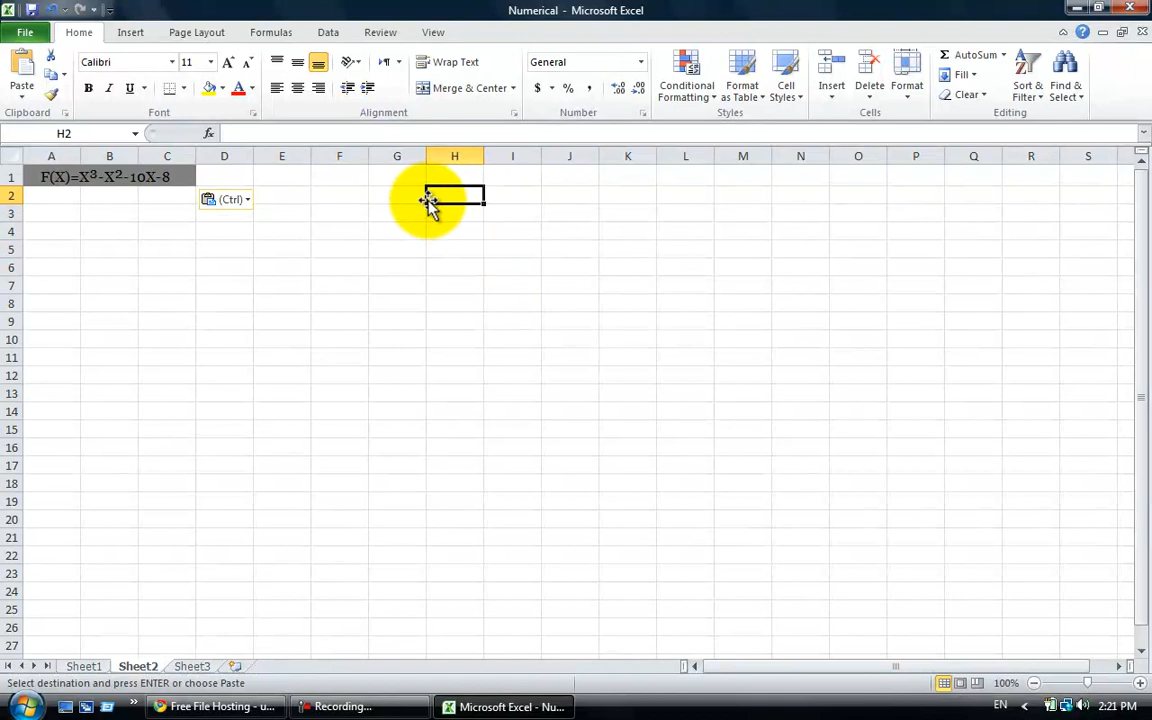 Numerical - Microsoft Excel
File Home Insert Page Layout Formulas Data Review View
Calibri 11 Wrap Text General AutoSum
Paste B I U A Merge & Center $ % , Conditional Formatting Format as Table Cell Styles Insert Delete Format Fill Clear Sort & Filter Find & Select
Clipboard Font Alignment Number Styles Cells Editing
H2 fx
A B C D E F G H I J K L M N O P Q R S
1 F(X)=X³-X²-10X-8
2 (Ctrl)
3
4
5
6
7
8
9
10
11
12
13
14
15
16
17
18
19
20
21
22
23
24
25
26
27
Sheet1 Sheet2 Sheet3
Select destination and press ENTER or choose Paste 100%
Free File Hosting - u... Recording... Microsoft Excel - Nu... EN 2:21 PM